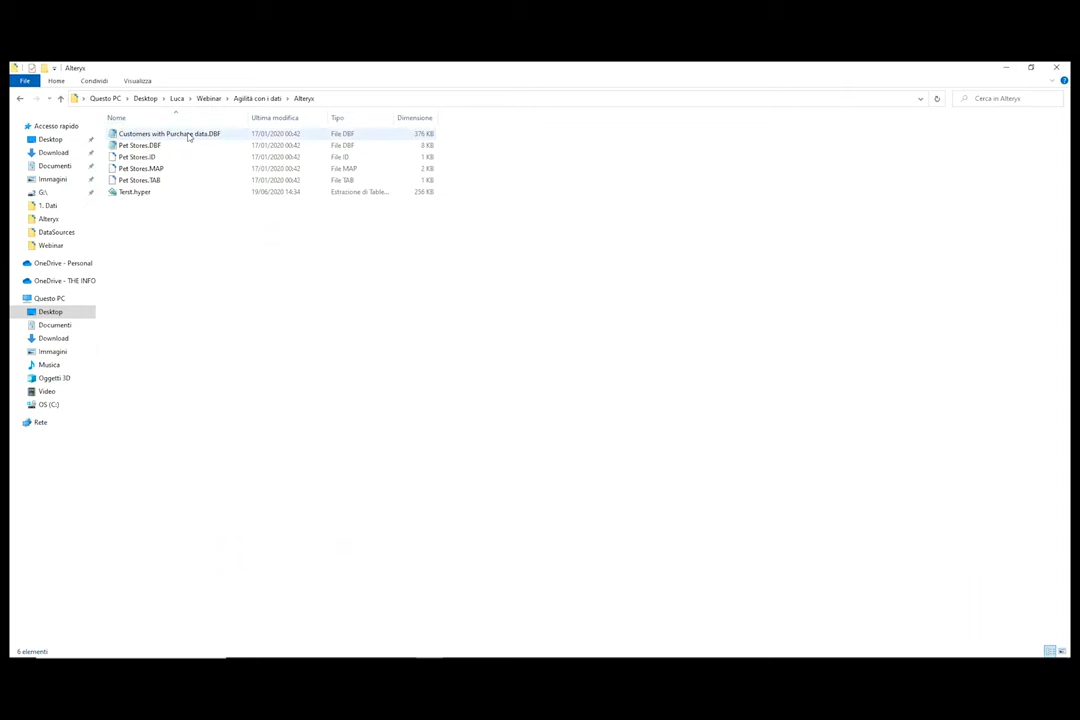 Alteryx
File Home Condividi Visualizza
Questo PC Desktop Luca Webinar Agilità con i dati Alteryx Cerca in Alteryx
Nome Ultima modifica Tipo Dimensione
Accesso rapido
Desktop
Download
Documenti
Immagini
G:\
1. Dati
Alteryx
DataSources
Webinar
OneDrive - Personal
OneDrive - THE INFO
Questo PC
Desktop
Documenti
Download
Immagini
Musica
Oggetti 3D
Video
OS (C:)
Rete
Customers with Purchase data.DBF 17/01/2020 00:42 File DBF 376 KB
Pet Stores.DBF 17/01/2020 00:42 File DBF 8 KB
Pet Stores.ID 17/01/2020 00:42 File ID 1 KB
Pet Stores.MAP 17/01/2020 00:42 File MAP 2 KB
Pet Stores.TAB 17/01/2020 00:42 File TAB 1 KB
Terst.hyper 19/06/2020 14:34 Estrazione di Table... 256 KB
6 elementi